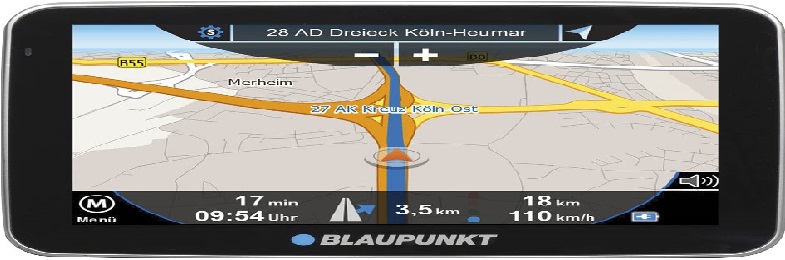 S 28 AD Dreieck Köln-Heumar
− +
B55
Merheim
27 AK Kreuz Köln Ost
17 min 18 km
09:54 Uhr 3,5 km 110 km/h
M
Menü
BLAUPUNKT